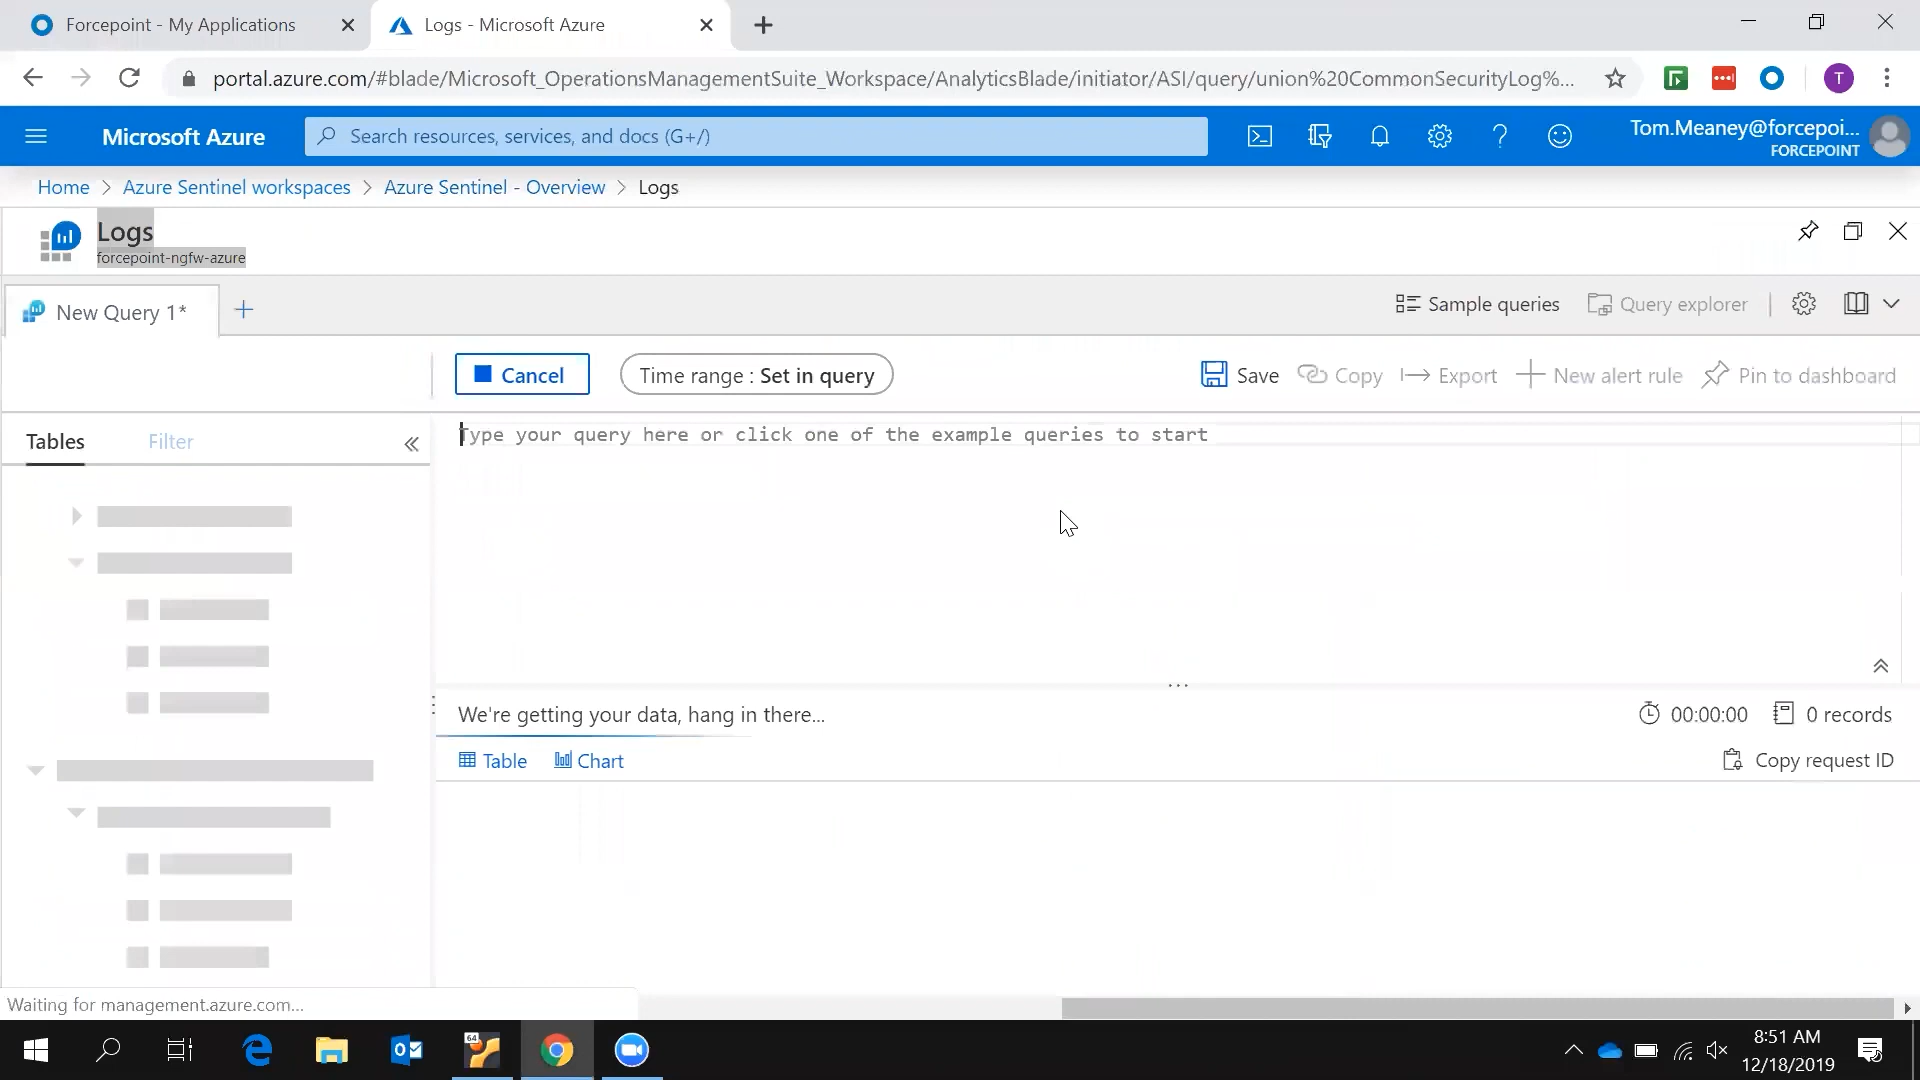 Forcepoint - My Applications
Logs - Microsoft Azure
portal.azure.com/#blade/Microsoft_OperationsManagementSuite_Workspace/AnalyticsBlade/initiator/ASI/query/union%20CommonSecurityLog%...
T
Microsoft Azure
Search resources, services, and docs (G+/)
Tom.Meaney@forcepoi...
FORCEPOINT
Home > Azure Sentinel workspaces > Azure Sentinel - Overview > Logs
Logs
forcepoint-ngfw-azure
New Query 1*
Sample queries
Query explorer
Cancel
Time range : Set in query
Save
Copy
Export
New alert rule
Pin to dashboard
Tables
Filter
Type your query here or click one of the example queries to start
We're getting your data, hang in there...
00:00:00
0 records
Table
Chart
Copy request ID
Waiting for management.azure.com...
64
8:51 AM
12/18/2019